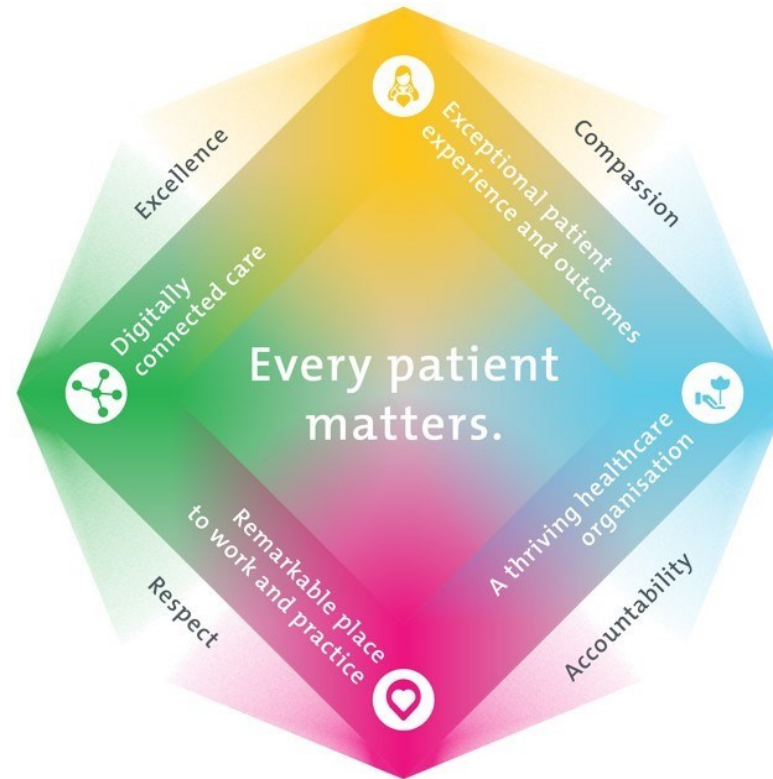 Excellence
Compassion
Exceptional patient
experience and outcomes
Digitally
connected care
Every patient
matters.
Remarkable place
to work and practice
A thriving healthcare
organisation
Respect
Accountability